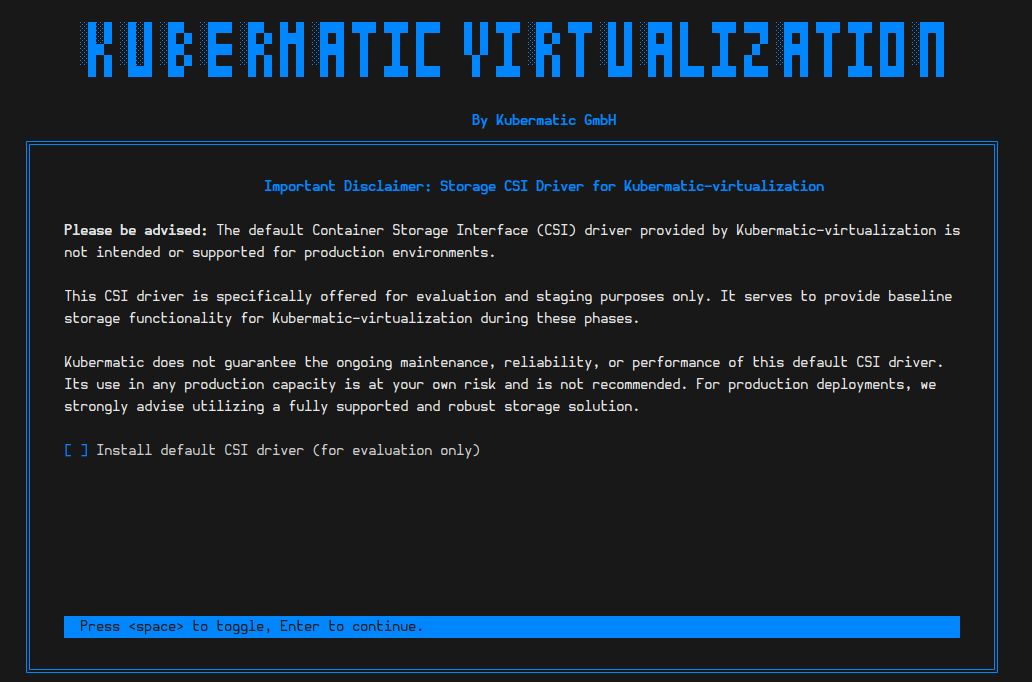 KUBERMATIC VIRTUALIZATION
By Kubermatic GmbH
Important Disclaimer: Storage CSI Driver for Kubermatic-virtualization
Please be advised: The default Container Storage Interface (CSI) driver provided by Kubermatic-virtualization is
not intended or supported for production environments.
This CSI driver is specifically offered for evaluation and staging purposes only. It serves to provide baseline
storage functionality for Kubermatic-virtualization during these phases.
Kubermatic does not guarantee the ongoing maintenance, reliability, or performance of this default CSI driver.
Its use in any production capacity is at your own risk and is not recommended. For production deployments, we
strongly advise utilizing a fully supported and robust storage solution.
[ ] Install default CSI driver (for evaluation only)
Press <space> to toggle, Enter to continue.